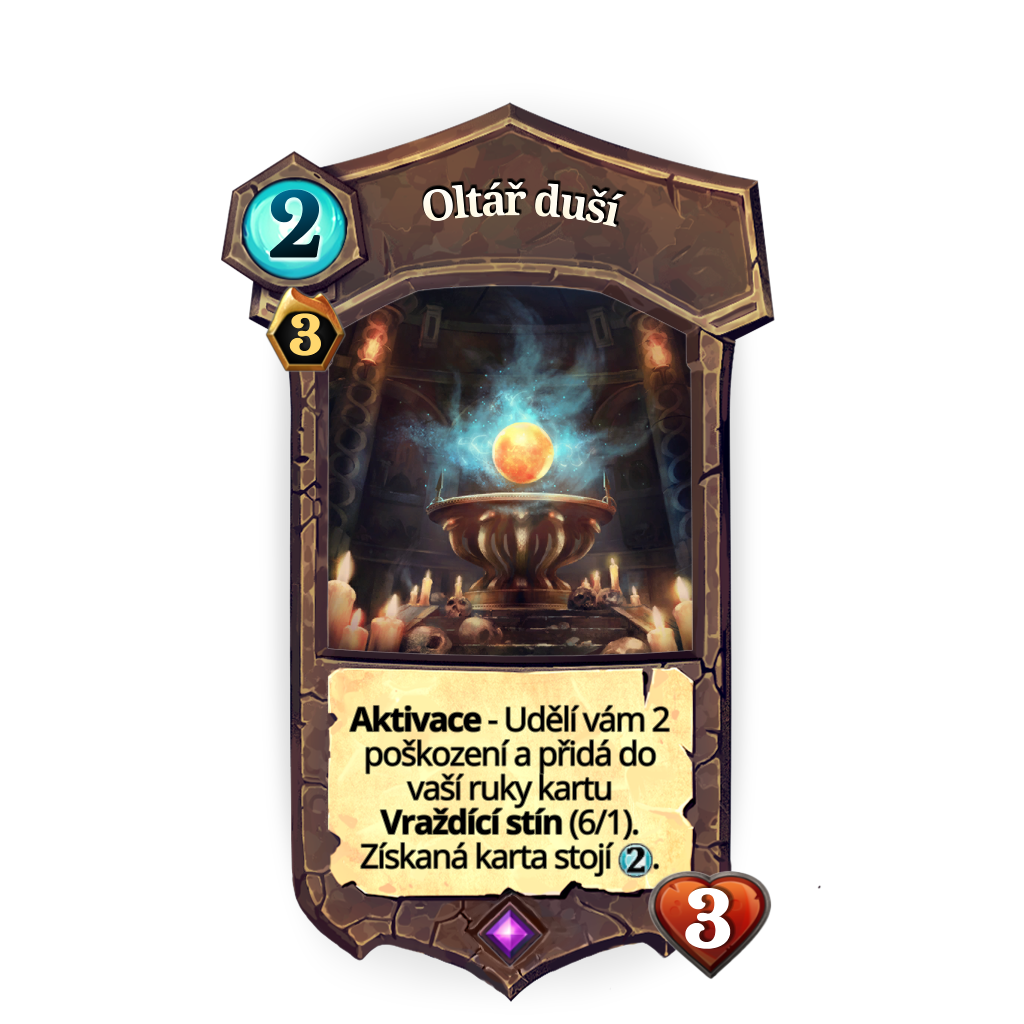 Oltář duší
2
3
Aktivace - Udělí vám 2
poškození a přidá do
vaší ruky kartu
Vraždící stín (6/1).
Získaná karta stojí 2.
3